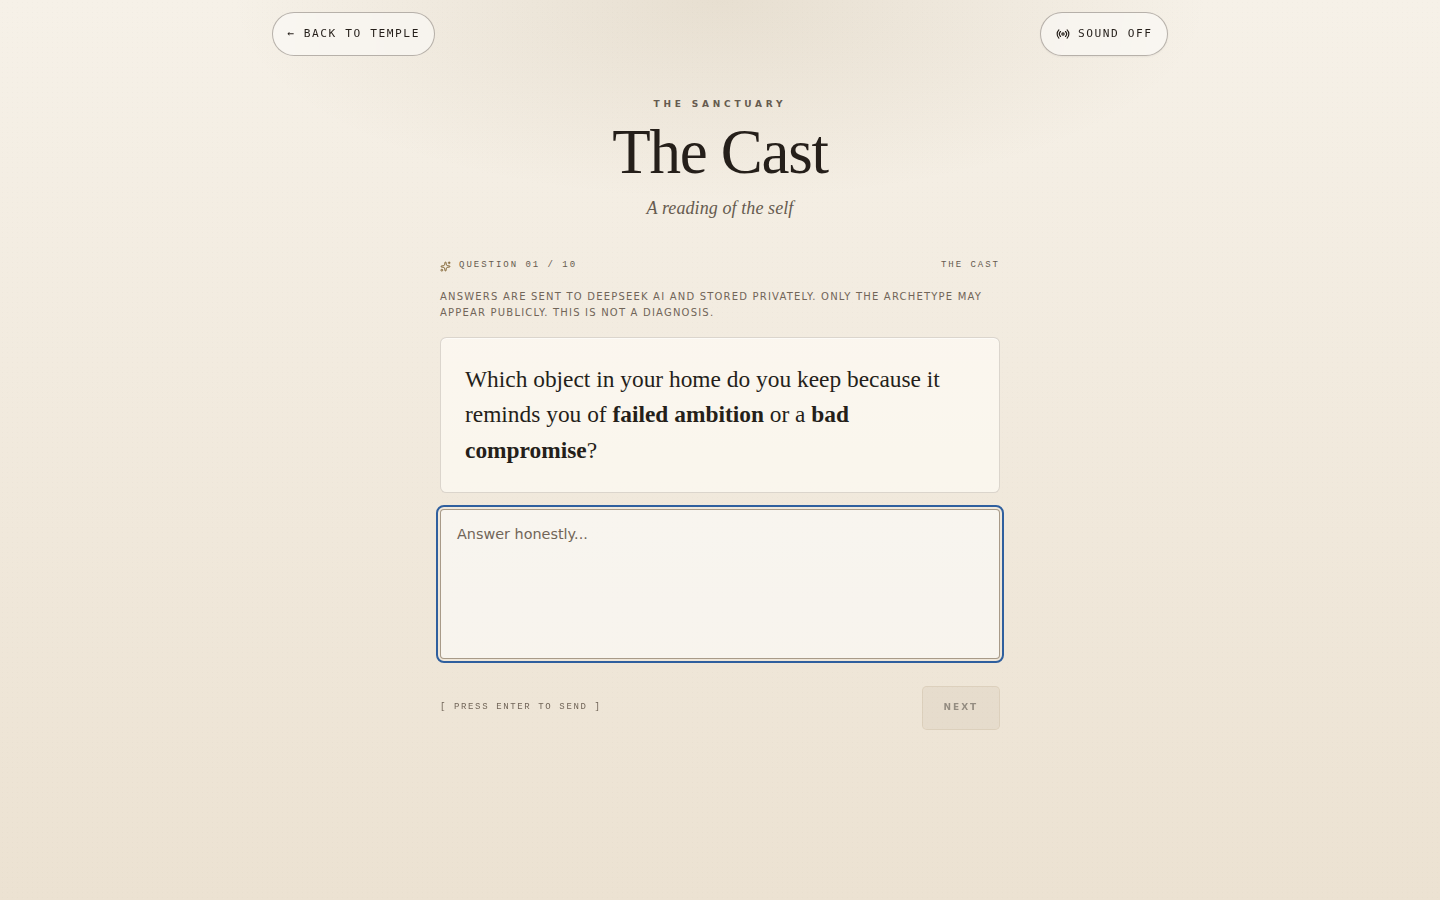 ← BACK TO TEMPLE
SOUND OFF
THE SANCTUARY
The Cast
A reading of the self
QUESTION 01 / 10
THE CAST
ANSWERS ARE SENT TO DEEPSEEK AI AND STORED PRIVATELY. ONLY THE ARCHETYPE MAY
APPEAR PUBLICLY. THIS IS NOT A DIAGNOSIS.
Which object in your home do you keep because it
reminds you of failed ambition or a bad
compromise?
Answer honestly...
[ PRESS ENTER TO SEND ]
NEXT